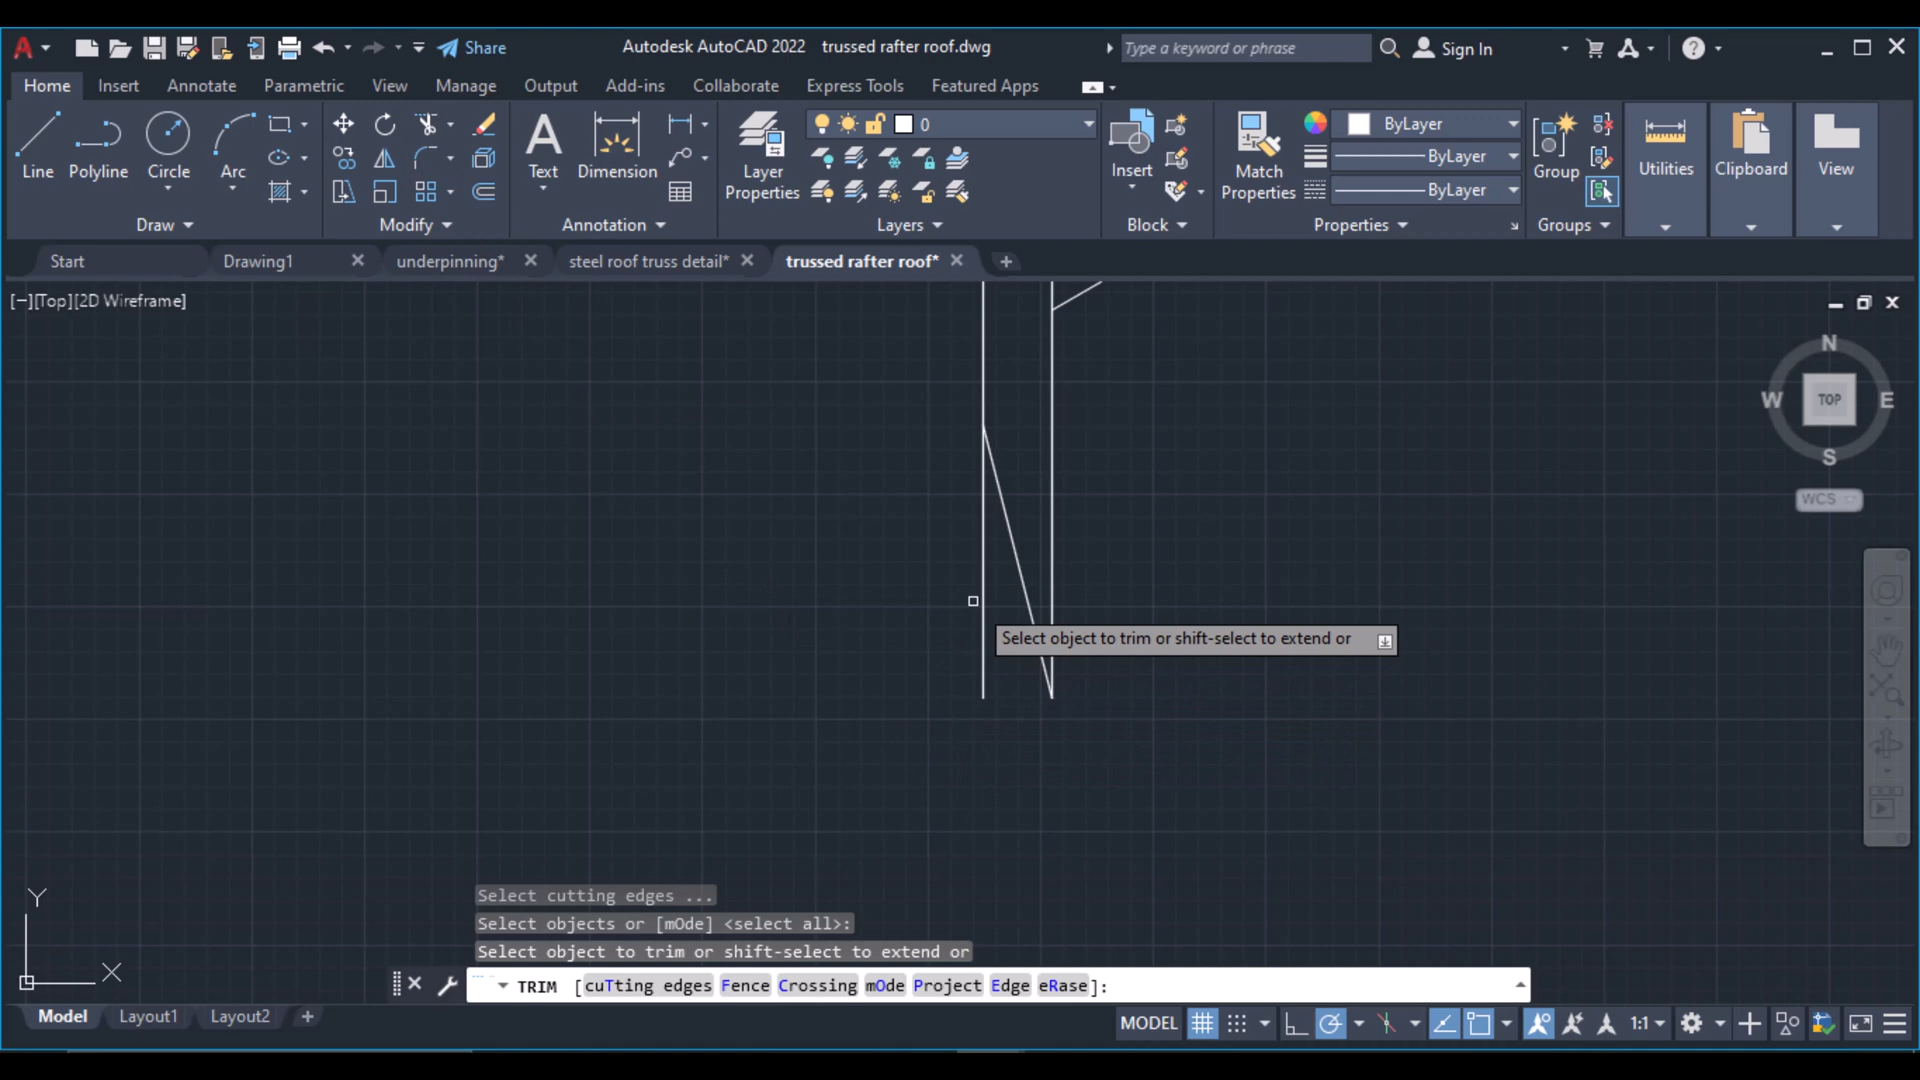 Share
Autodesk AutoCAD 2022 trussed rafter roof.dwg
Type a keyword or phrase
Sign In
Home Insert Annotate Parametric View Manage Output Add-ins Collaborate Express Tools Featured Apps
Line Polyline Circle Arc
Draw
Modify
Text Dimension
Annotation
Layer Properties
0
Layers
Insert
Block
Match Properties
ByLayer
ByLayer
ByLayer
Properties
Group
Groups
Utilities
Clipboard
View
Start Drawing1 underpinning* steel roof truss detail* trussed rafter roof*
[−][Top][2D Wireframe]
N
W TOP E
S
WCS
Select object to trim or shift-select to extend or
Y
X
Select cutting edges ...
Select objects or [mOde] <select all>:
Select object to trim or shift-select to extend or
TRIM [cuTting edges Fence Crossing mOde Project Edge eRase]:
Model Layout1 Layout2 +
MODEL 1:1